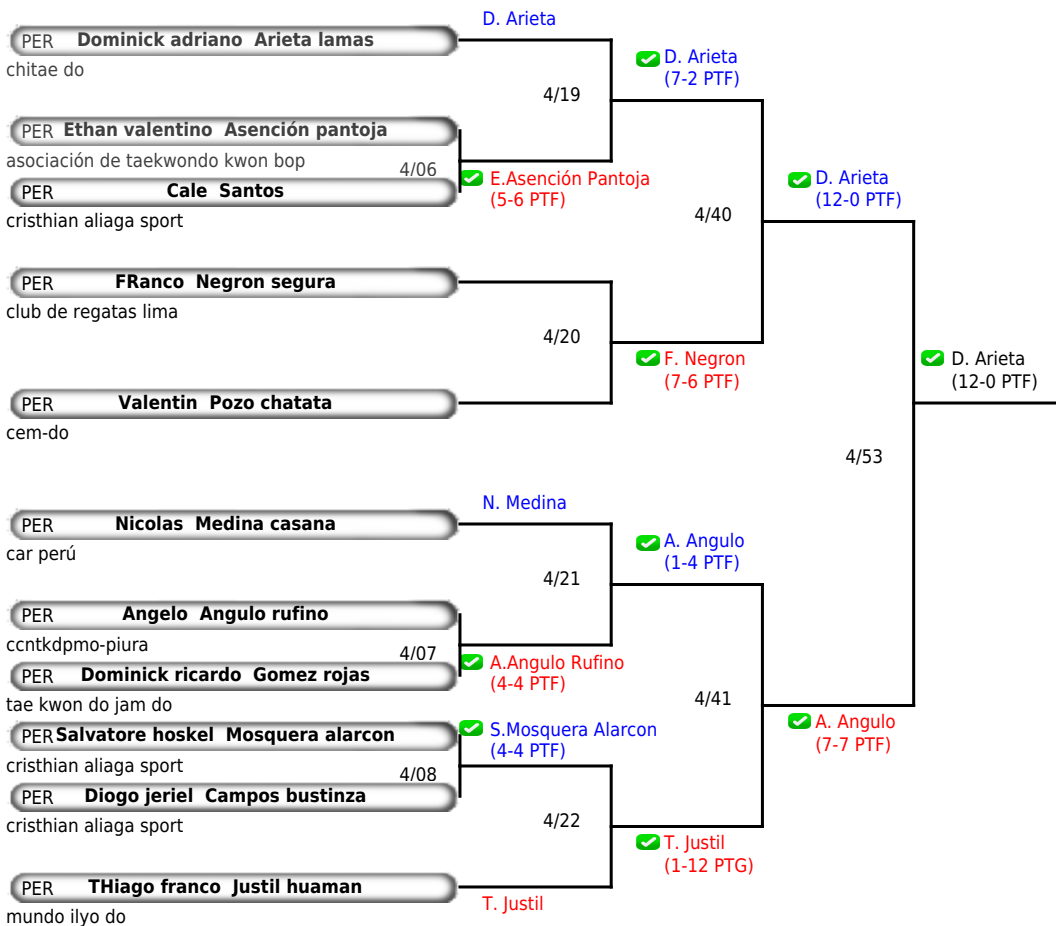 D. Arieta
PER Dominick adriano Arieta lamas
chitae do
D. Arieta
(7-2 PTF)
4/19
PER Ethan valentino Asención pantoja
asociación de taekwondo kwon bop
4/06
PER Cale Santos
cristhian aliaga sport
E.Asención Pantoja
(5-6 PTF)
D. Arieta
(12-0 PTF)
4/40
PER FRanco Negron segura
club de regatas lima
4/20
F. Negron
(7-6 PTF)
D. Arieta
(12-0 PTF)
PER Valentin Pozo chatata
cem-do
4/53
N. Medina
PER Nicolas Medina casana
car perú
A. Angulo
(1-4 PTF)
4/21
PER Angelo Angulo rufino
ccntkdpmo-piura
4/07
PER Dominick ricardo Gomez rojas
tae kwon do jam do
A.Angulo Rufino
(4-4 PTF)
4/41
PER Salvatore hoskel Mosquera alarcon
cristhian aliaga sport
S.Mosquera Alarcon
(4-4 PTF)
A. Angulo
(7-7 PTF)
4/08
PER Diogo jeriel Campos bustinza
cristhian aliaga sport
4/22
T. Justil
(1-12 PTG)
PER THiago franco Justil huaman
mundo ilyo do
T. Justil